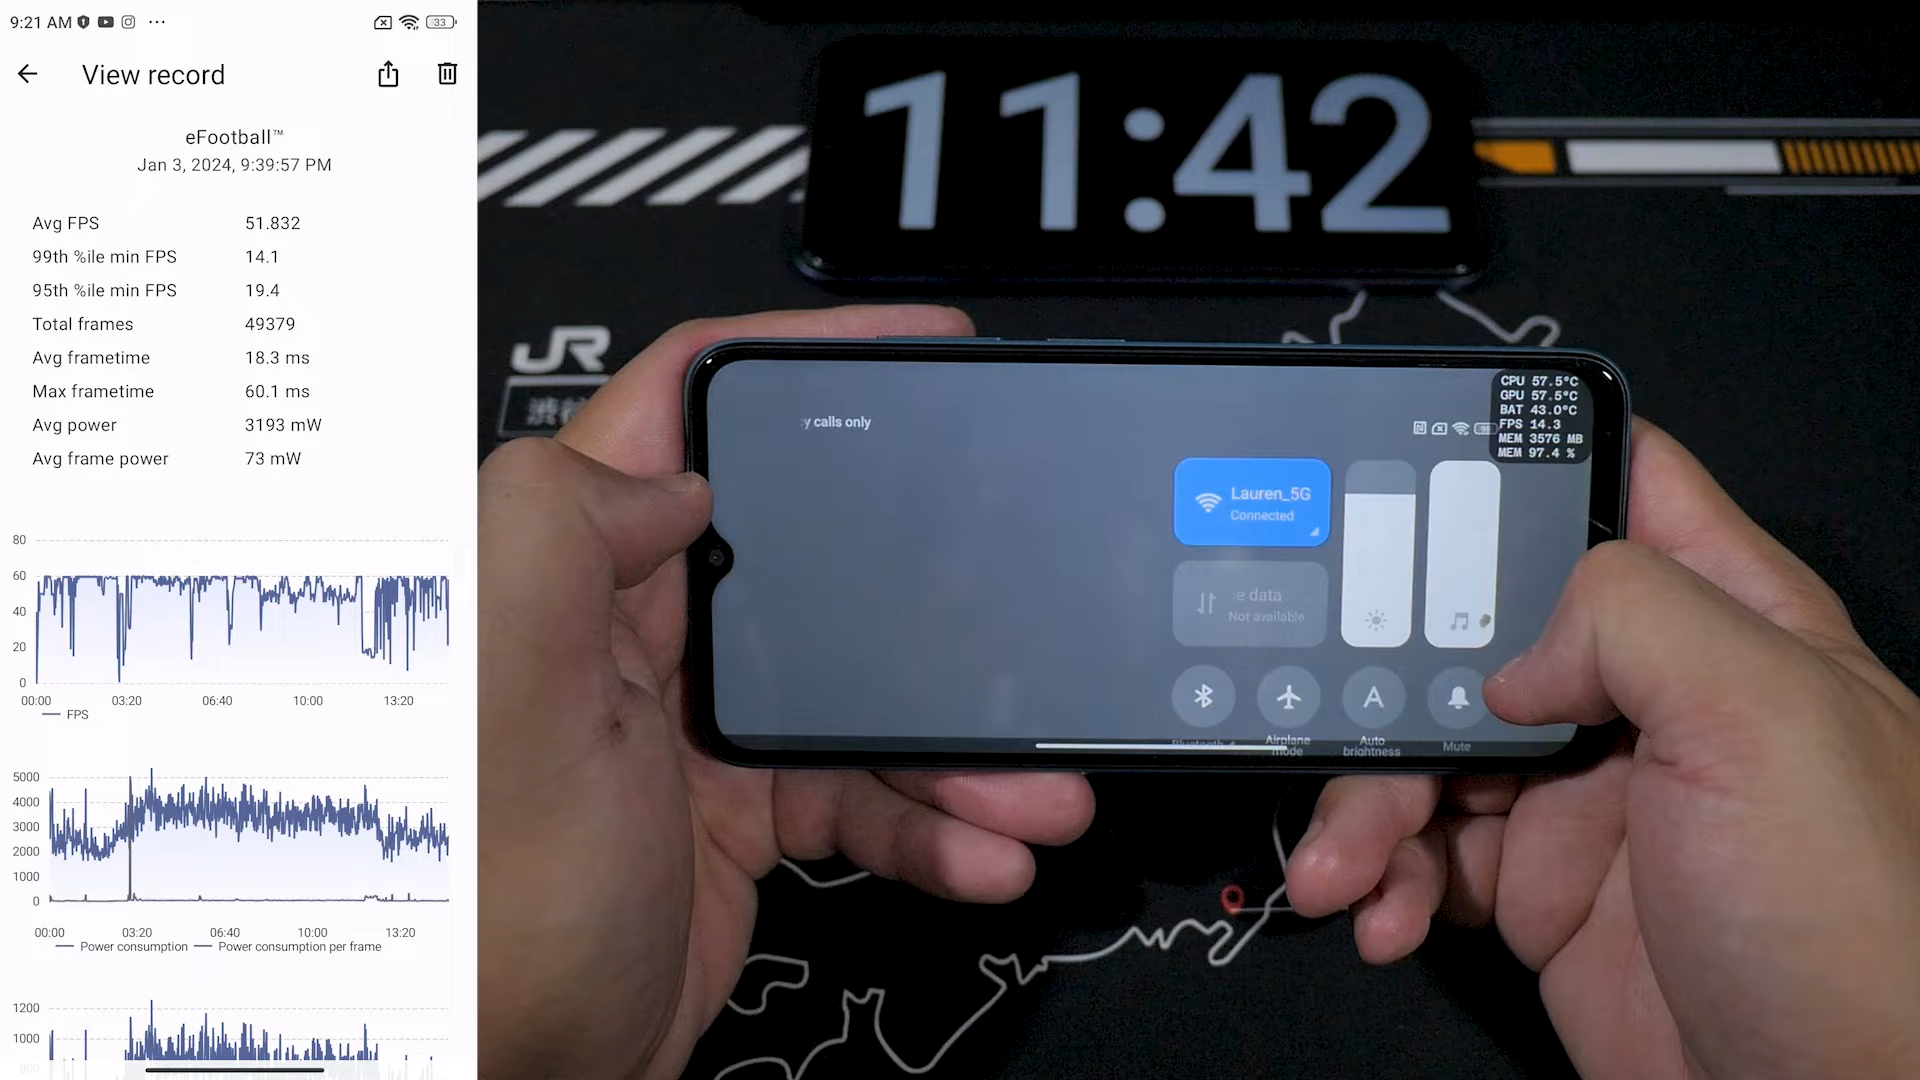 9:21 AM
33
View record
eFootball™
Jan 3, 2024, 9:39:57 PM
Avg FPS 51.832
99th %ile min FPS 14.1
95th %ile min FPS 19.4
Total frames 49379
Avg frametime 18.3 ms
Max frametime 60.1 ms
Avg power 3193 mW
Avg frame power 73 mW
80
60
40
20
0
00:00 03:20 06:40 10:00 13:20
FPS
5000
4000
3000
2000
1000
0
00:00 03:20 06:40 10:00 13:20
Power consumption Power consumption per frame
1200
1000
800
11:42
JR
渋
y calls only
CPU 57.5°C
GPU 57.5°C
BAT 43.0°C
FPS 14.3
MEM 3576 MB
MEM 97.4 %
Lauren_5G
Connected
e data
Not available
A
Bluetooth
Airplane
mode
Auto
brightness
Mute